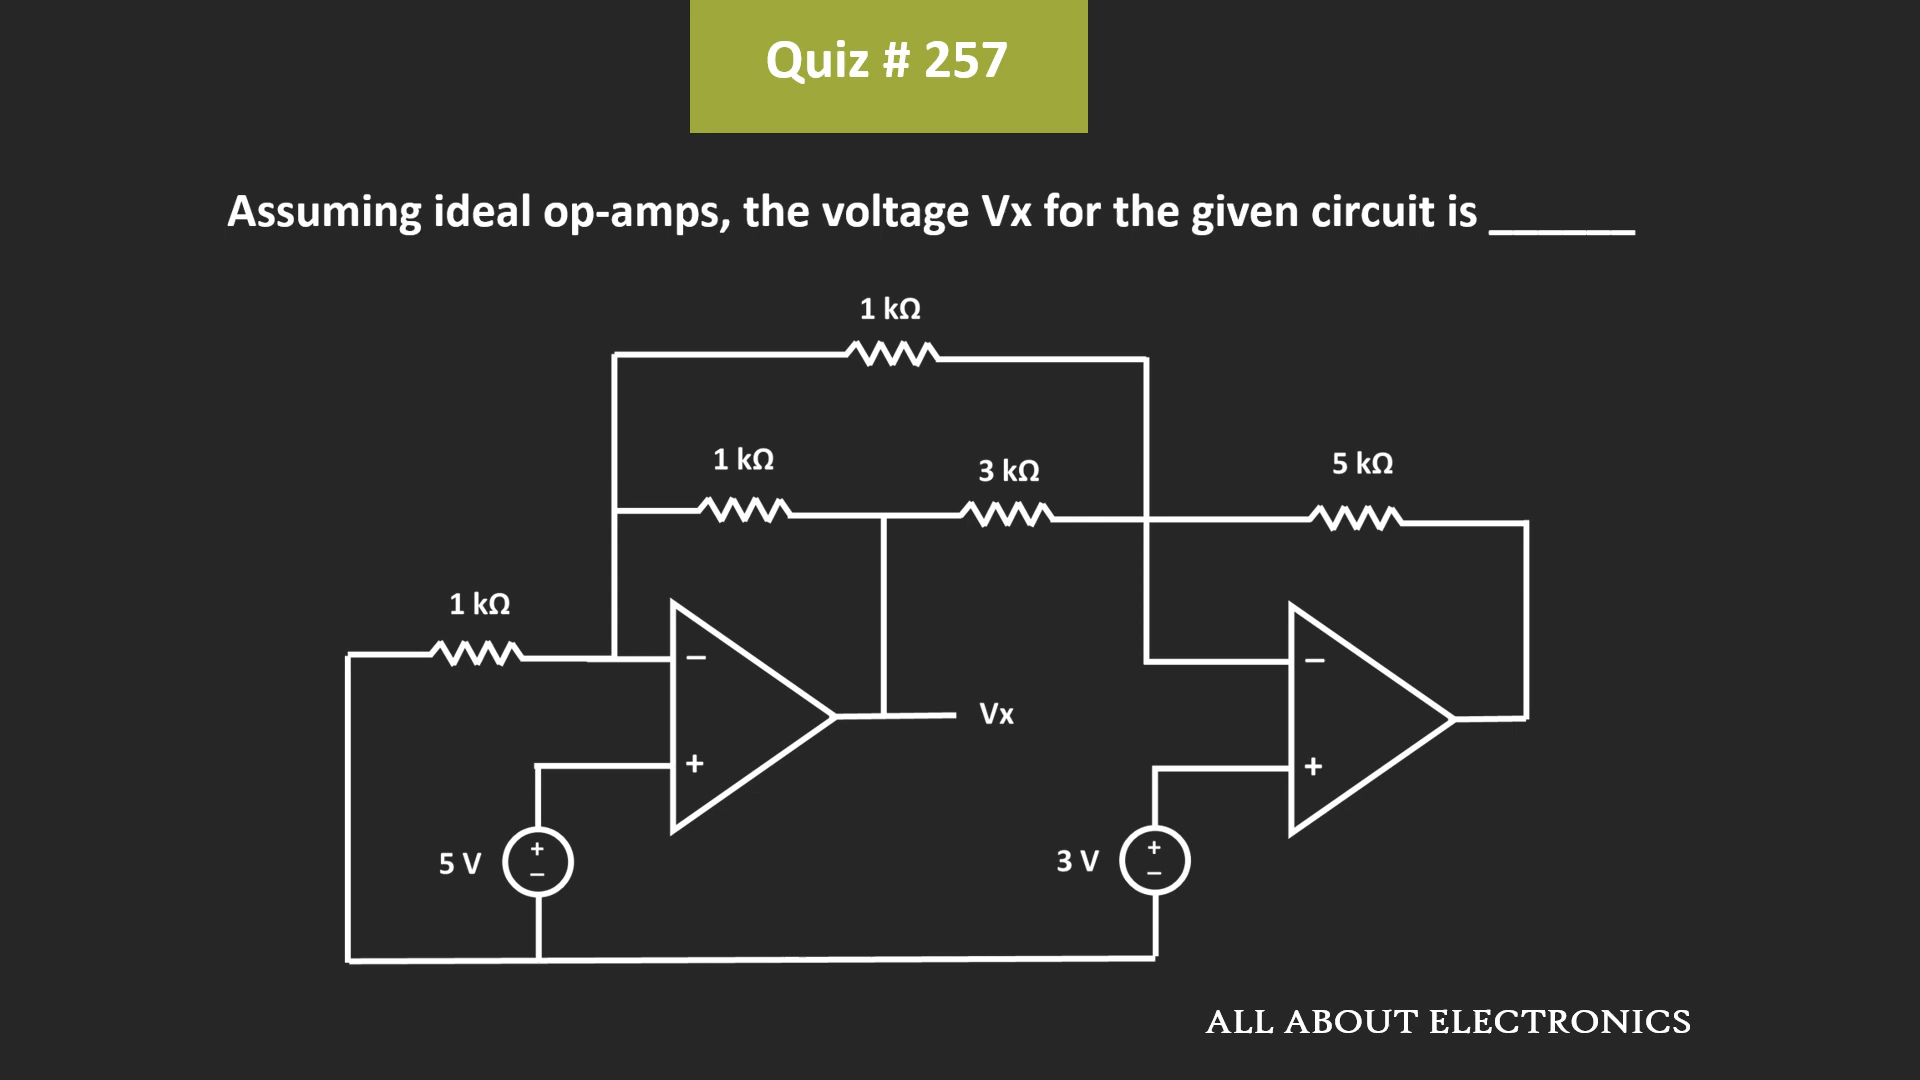 Quiz # 257
Assuming ideal op-amps, the voltage Vx for the given circuit is ______
1 kΩ
1 kΩ
3 kΩ
5 kΩ
1 kΩ
−
−
Vx
+
+
5 V
+
−
3 V
+
−
ALL ABOUT ELECTRONICS